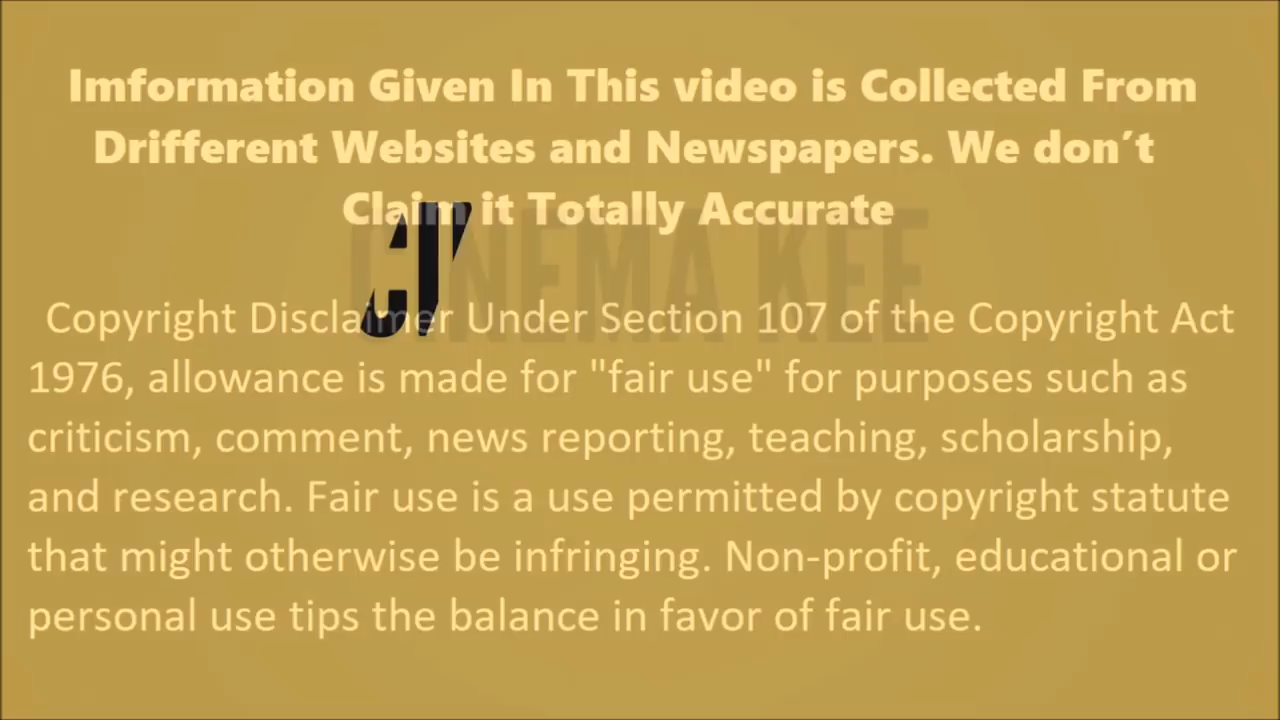 Imformation Given In This video is Collected From
Drifferent Websites and Newspapers. We don´t
Claim it Totally Accurate
CINEMA KEE
Copyright Disclaimer Under Section 107 of the Copyright Act
1976, allowance is made for "fair use" for purposes such as
criticism, comment, news reporting, teaching, scholarship,
and research. Fair use is a use permitted by copyright statute
that might otherwise be infringing. Non-profit, educational or
personal use tips the balance in favor of fair use.